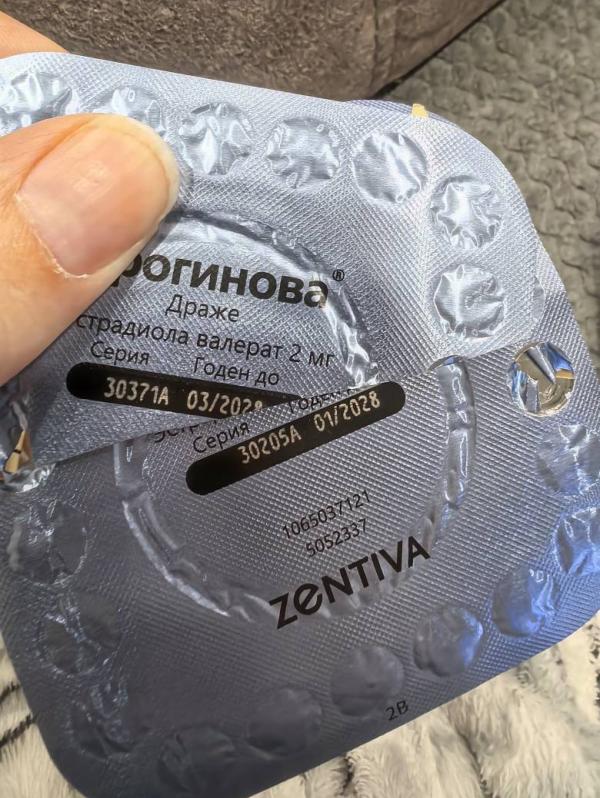 рогинова®
Драже
страдиола валерат 2 мг
Серия Годен до
30371A 03/2028
Серия
30205A 01/2028
1065037121
5052337
ZENTIVA
2B